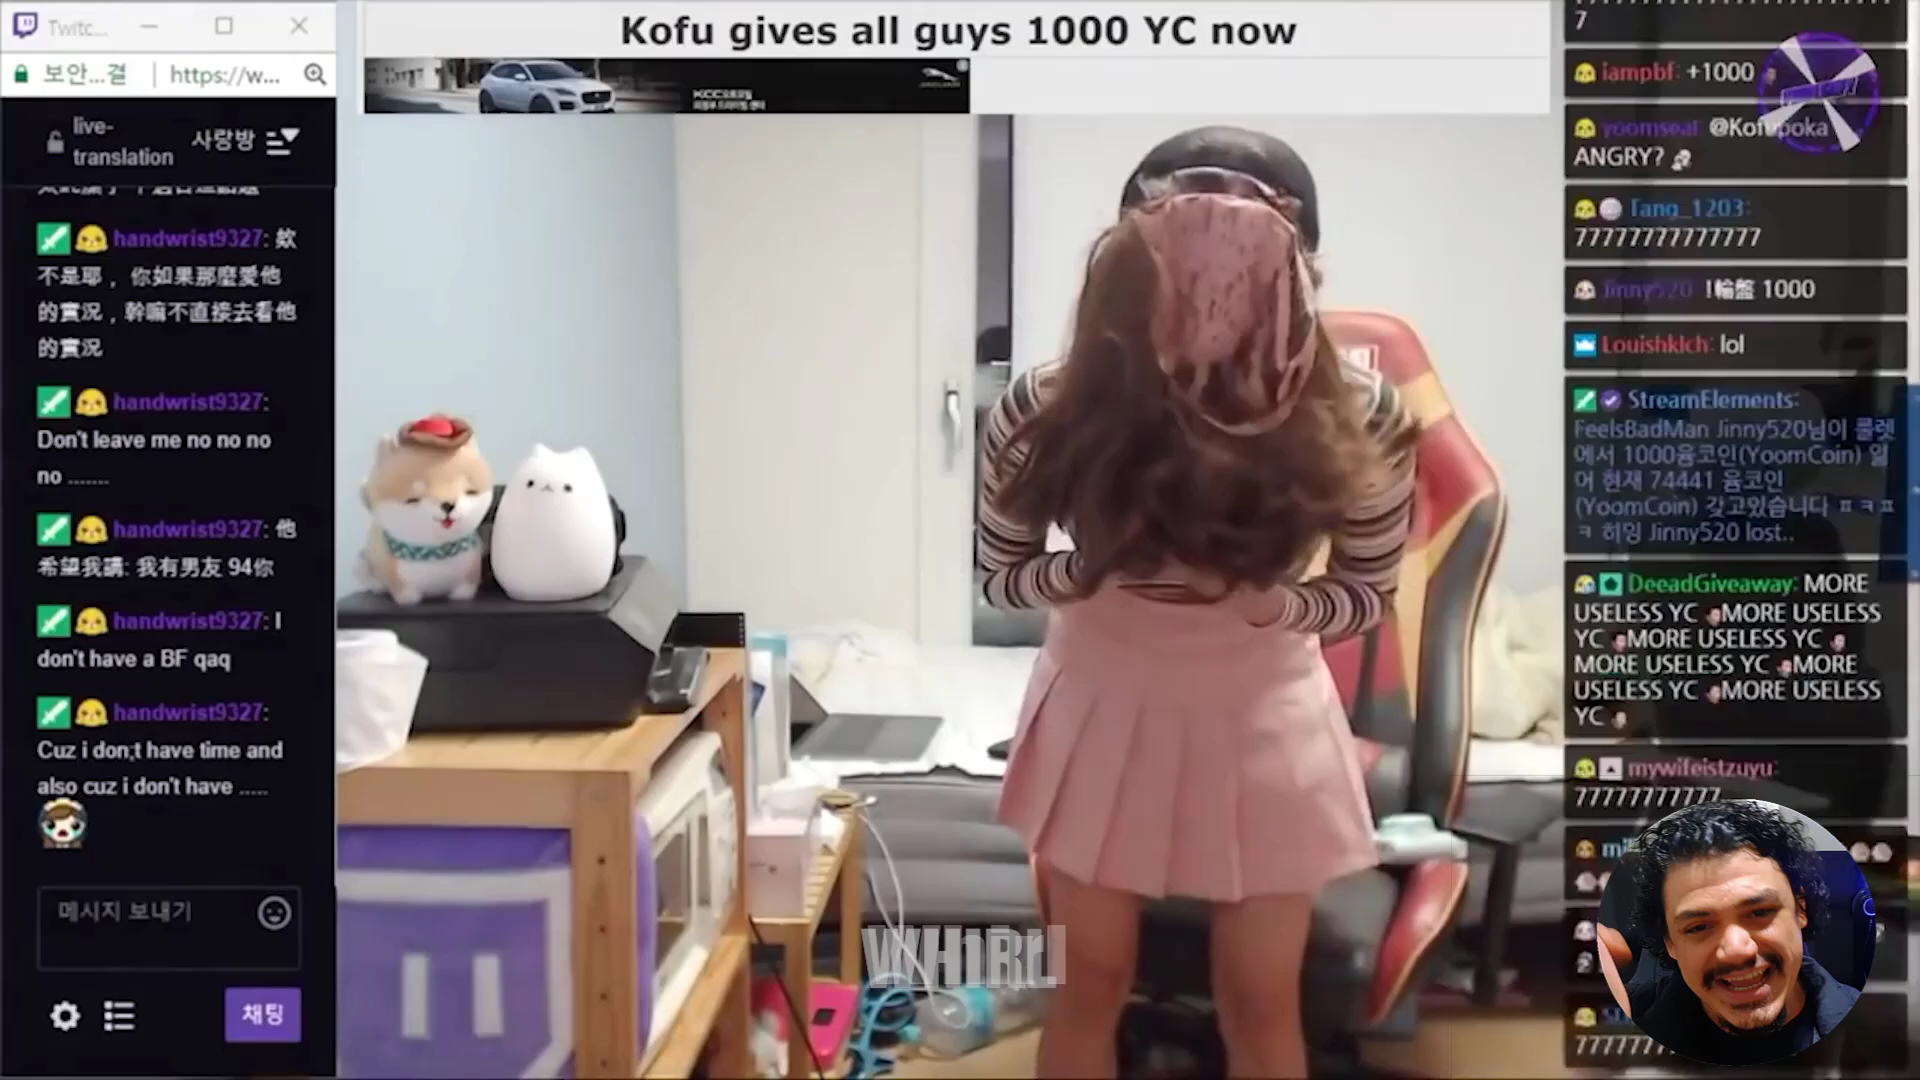 Kofu gives all guys 1000 YC now
Twitc...
보안...결
https://w...
live-
translation
사랑방
handwrist9327: 欸
不是耶， 你如果那麼愛他
的實況，幹嘛不直接去看他
的實況
handwrist9327:
Don't leave me no no no
no .......
handwrist9327: 他
希望我講: 我有男友 94你
handwrist9327: I
don't have a BF qaq
handwrist9327:
Cuz i don;t have time and
also cuz i don't have .....
메시지 보내기
채팅
7
iampbf: +1000
yoomseal: @Kofupoka
ANGRY?
Tang_1203:
77777777777777
Jinny520: !輪盤 1000
Louishklch: lol
StreamElements:
FeelsBadMan Jinny520님이 룰렛
에서 1000윰코인(YoomCoin) 잃
어 현재 74441 윰코인
(YoomCoin) 갖고있습니다 ㅠㅋㅠ
ㅋ 히잉 Jinny520 lost..
DeeadGiveaway: MORE
USELESS YC MORE USELESS
YC MORE USELESS YC
MORE USELESS YC MORE
USELESS YC MORE USELESS
YC
mywifeistzuyu:
77777777777